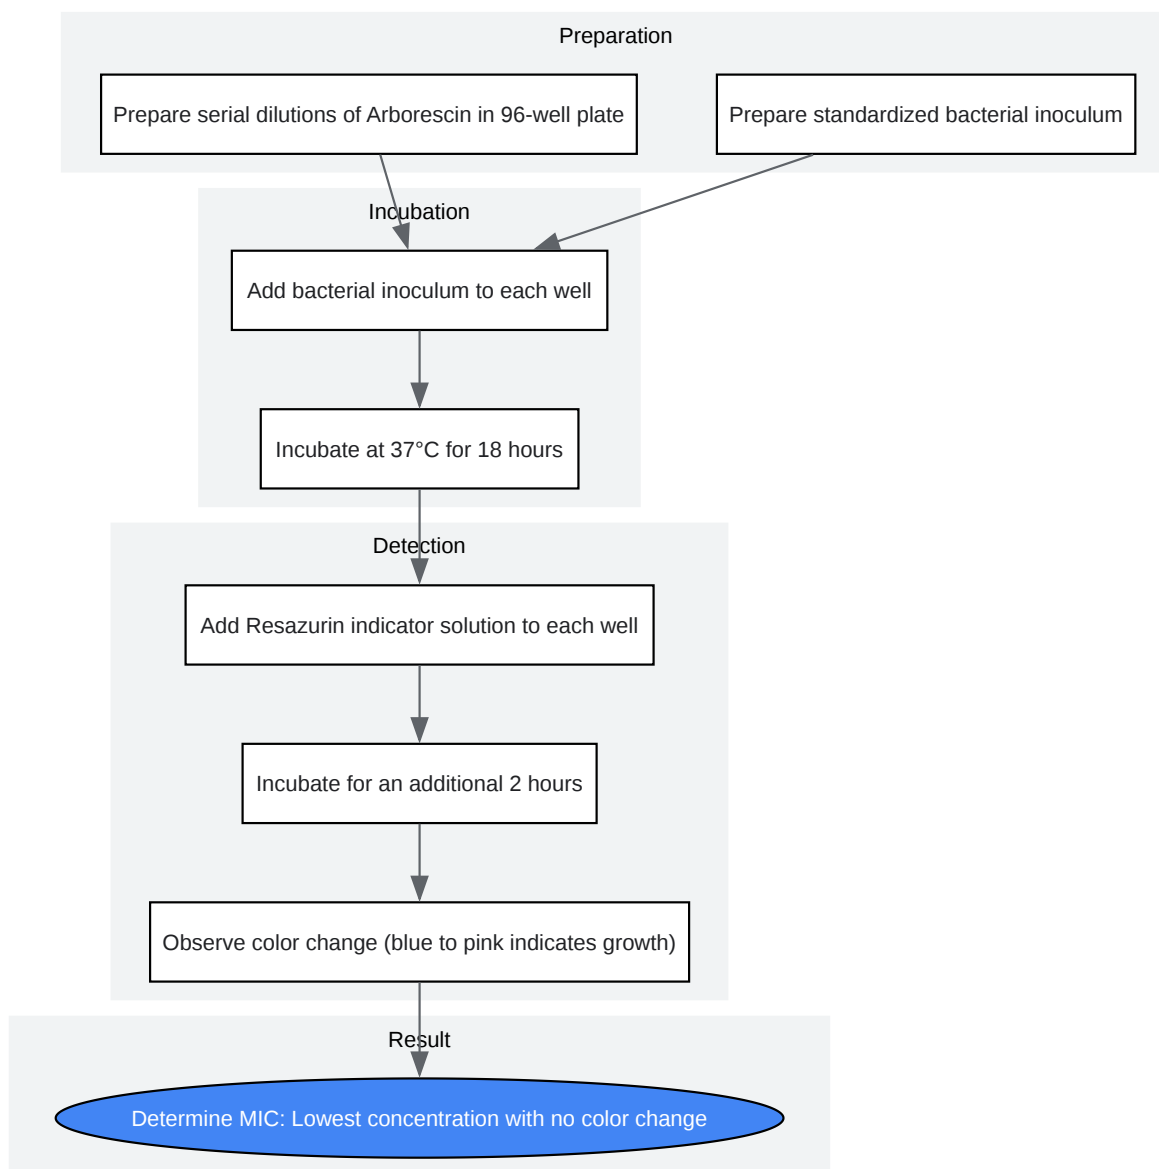 Preparation
Prepare serial dilutions of Arborescin in 96-well plate
Prepare standardized bacterial inoculum
Incubation
Add bacterial inoculum to each well
Incubate at 37°C for 18 hours
Detection
Add Resazurin indicator solution to each well
Incubate for an additional 2 hours
Observe color change (blue to pink indicates growth)
Result
Determine MIC: Lowest concentration with no color change